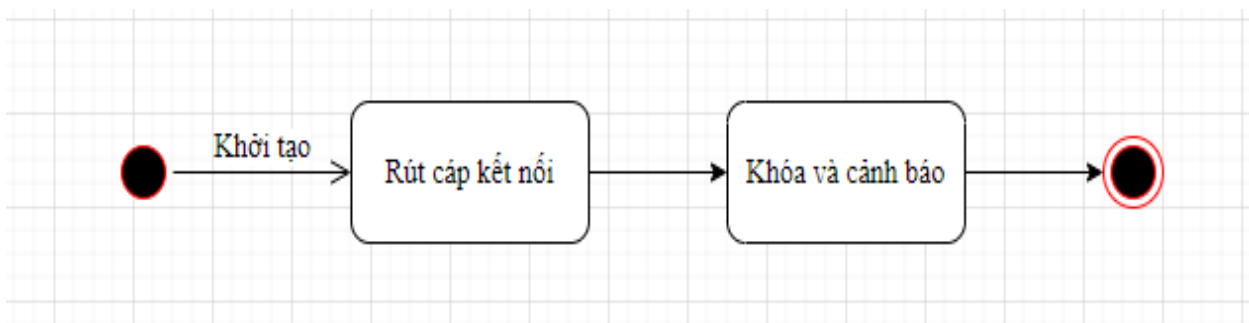 Khởi tạo
Rút cáp kết nối
Khóa và cảnh báo